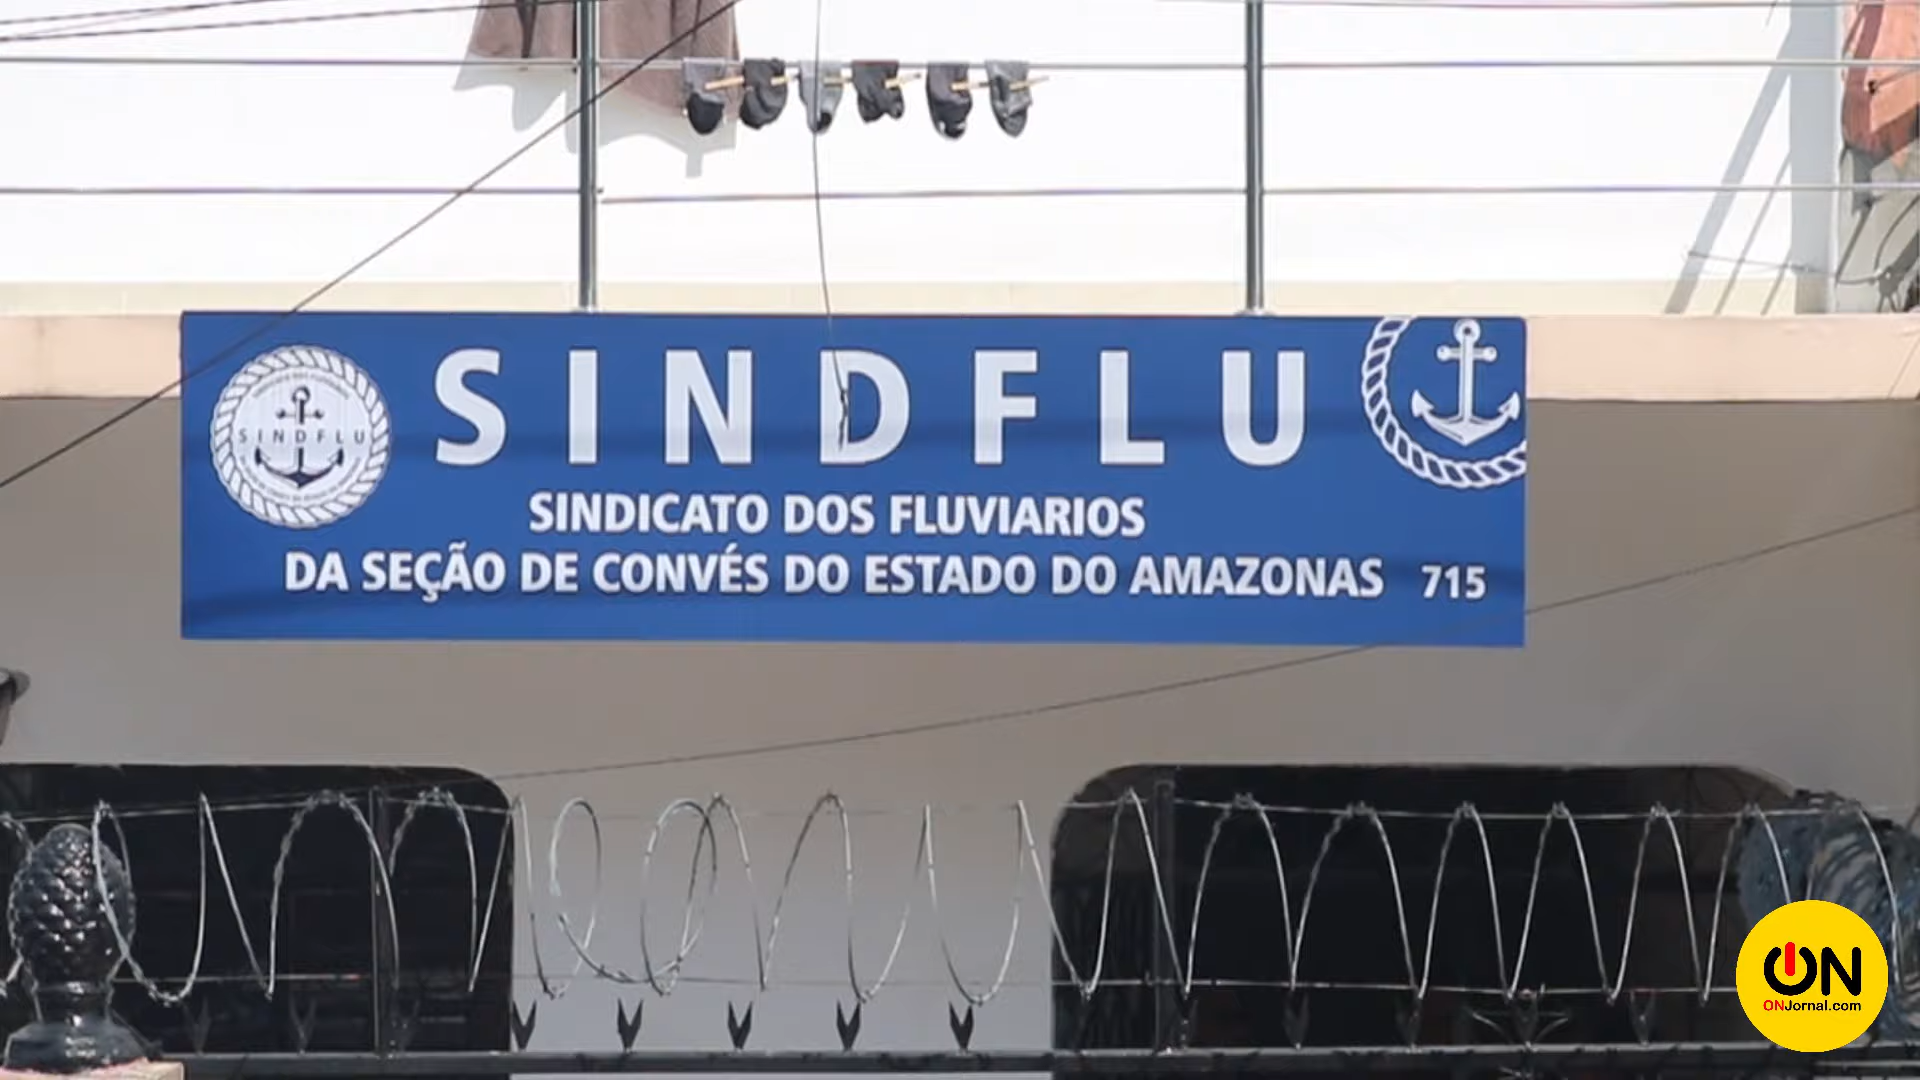 SINDFLU
SINDFLU
SINDICATO DOS FLUVIARIOS
DA SEÇÃO DE CONVÉS DO ESTADO DO AMAZONAS 715
ON
ONJornal.com